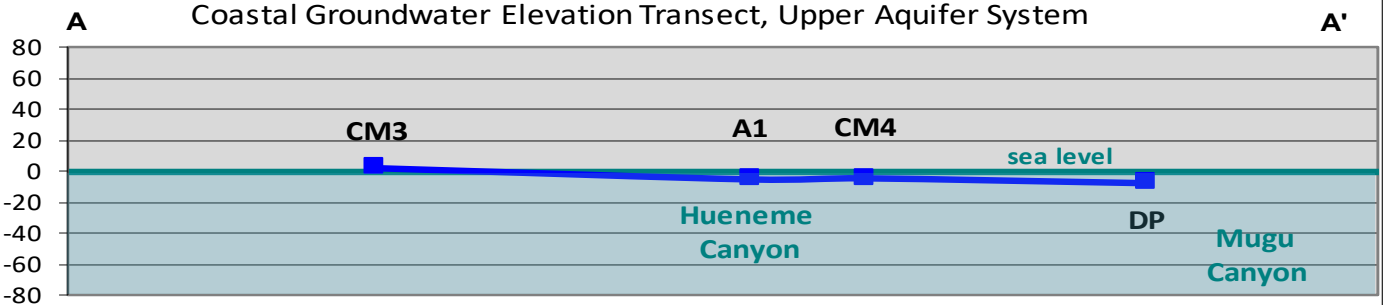 Coastal Groundwater Elevation Transect, Upper Aquifer System
A
A'
80
60
40
20
0
-20
-40
-60
-80
CM3
A1
CM4
sea level
Hueneme
Canyon
DP
Mugu
Canyon